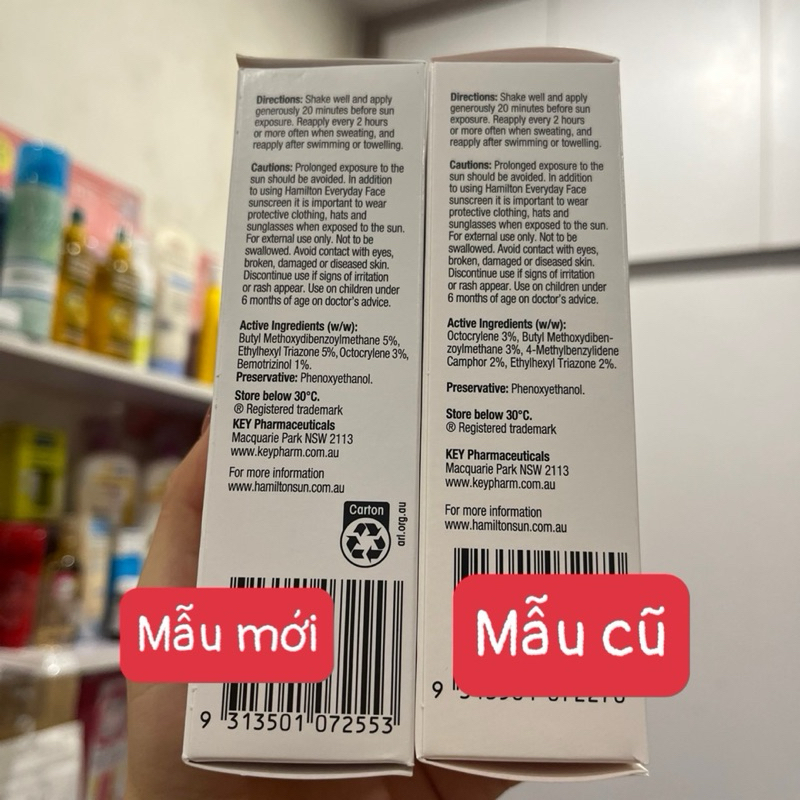 Directions: Shake well and apply
generously 20 minutes before sun
exposure. Reapply every 2 hours
or more often when sweating, and
reapply after swimming or towelling.
Cautions: Prolonged exposure to the
sun should be avoided. In addition
to using Hamilton Everyday Face
sunscreen it is important to wear
protective clothing, hats and
sunglasses when exposed to the sun.
For external use only. Not to be
swallowed. Avoid contact with eyes,
broken, damaged or diseased skin.
Discontinue use if signs of irritation
or rash appear. Use on children under
6 months of age on doctor's advice.
Active Ingredients (w/w):
Butyl Methoxydibenzoylmethane 5%,
Ethylhexyl Triazone 5%, Octocrylene 3%,
Bemotrizinol 1%.
Preservative: Phenoxyethanol.
Store below 30°C.
® Registered trademark
KEY Pharmaceuticals
Macquarie Park NSW 2113
www.keypharm.com.au
For more information
www.hamiltonsun.com.au
Carton
arl.org.au
Mẫu mới
9 313501 072553
Directions: Shake well and apply
generously 20 minutes before sun
exposure. Reapply every 2 hours
or more often when sweating, and
reapply after swimming or towelling.
Cautions: Prolonged exposure to the
sun should be avoided. In addition
to using Hamilton Everyday Face
sunscreen it is important to wear
protective clothing, hats and
sunglasses when exposed to the sun.
For external use only. Not to be
swallowed. Avoid contact with eyes,
broken, damaged or diseased skin.
Discontinue use if signs of irritation
or rash appear. Use on children under
6 months of age on doctor's advice.
Active Ingredients (w/w):
Octocrylene 3%, Butyl Methoxydiben-
zoylmethane 3%, 4-Methylbenzylidene
Camphor 2%, Ethylhexyl Triazone 2%.
Preservative: Phenoxyethanol.
Store below 30°C.
® Registered trademark
KEY Pharmaceuticals
Macquarie Park NSW 2113
www.keypharm.com.au
For more information
www.hamiltonsun.com.au
Mẫu cũ
9